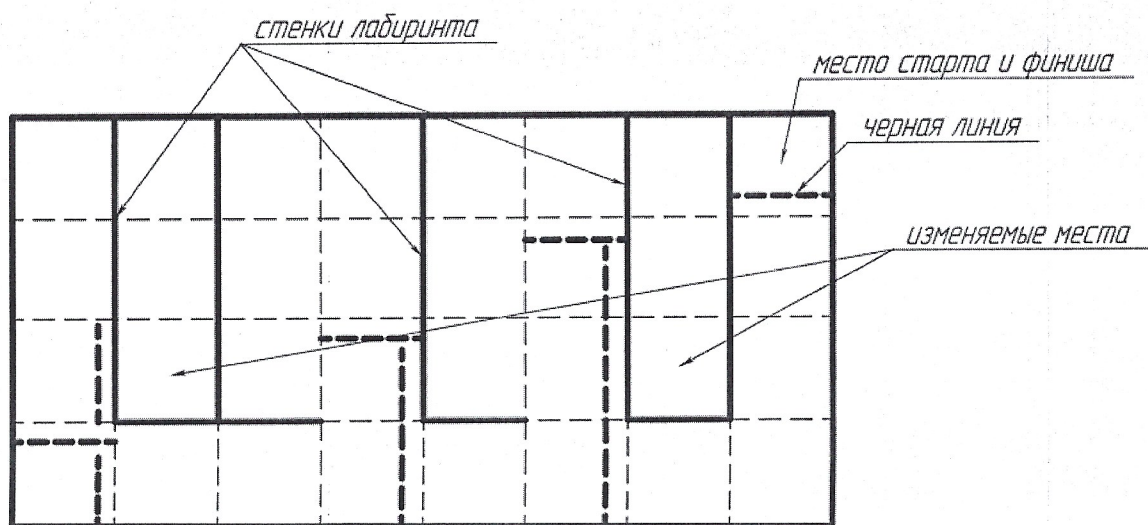 стенки лабиринта
место старта и финиша
черная линия
изменяемые места